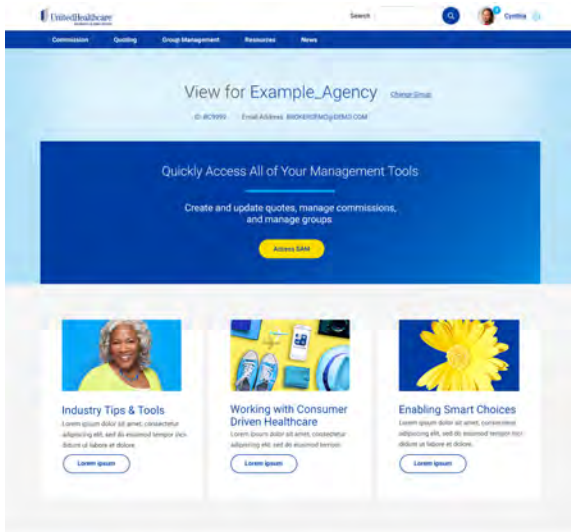 UnitedHealthcare
Search
Cynthia
Commission Quoting Group Management Resources News
View for Example_Agency Change Group
ID #C9999 Email Address: BROKERDEMO@DEMO.COM
Quickly Access All of Your Management Tools
Create and update quotes, manage commissions,
and manage groups
Access SAM
Industry Tips & Tools
Lorem ipsum dolor sit amet, consectetur
adipiscing elit, sed do eiusmod tempor inci-
didunt ut labore et dolore.
Lorem ipsum
Working with Consumer
Driven Healthcare
Lorem ipsum dolor sit amet, consectetur
adipiscing elit, sed do eiusmod tempor.
Lorem ipsum
Enabling Smart Choices
Lorem ipsum dolor sit amet, consectetur
adipiscing elit, sed do eiusmod tempor inci-
didunt ut labore et dolore.
Lorem ipsum